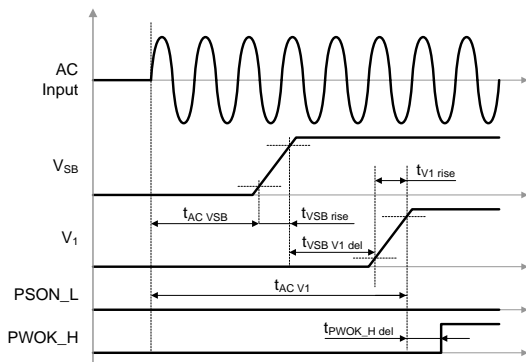 AC
Input
VSB
tV1 rise
tAC VSB
tVSB rise
V1
tVSB V1 del
tAC V1
PSON_L
tPWOK_H del
PWOK_H